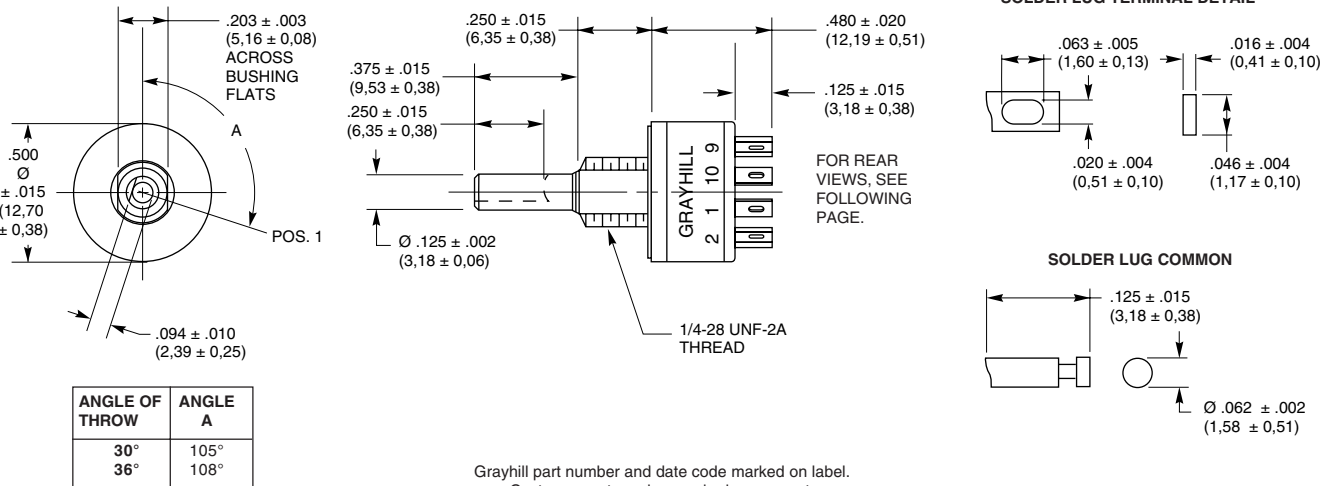 .203 ± .003
(5,16 ± 0,08)
ACROSS
BUSHING
FLATS
A
.500
Ø
± .015
(12,70
± 0,38)
POS. 1
.094 ± .010
(2,39 ± 0,25)
ANGLE OF THROW
ANGLE A
30° 105°
36° 108°
.250 ± .015
(6,35 ± 0,38)
.480 ± .020
(12,19 ± 0,51)
.375 ± .015
(9,53 ± 0,38)
.250 ± .015
(6,35 ± 0,38)
.125 ± .015
(3,18 ± 0,38)
GRAYHILL
2 1 10 9
FOR REAR
VIEWS, SEE
FOLLOWING
PAGE.
Ø .125 ± .002
(3,18 ± 0,06)
1/4-28 UNF-2A
THREAD
Grayhill part number and date code marked on label.
SOLDER LUG TERMINAL DETAIL
.063 ± .005
(1,60 ± 0,13)
.016 ± .004
(0,41 ± 0,10)
.020 ± .004
(0,51 ± 0,10)
.046 ± .004
(1,17 ± 0,10)
SOLDER LUG COMMON
.125 ± .015
(3,18 ± 0,38)
Ø .062 ± .002
(1,58 ± 0,51)